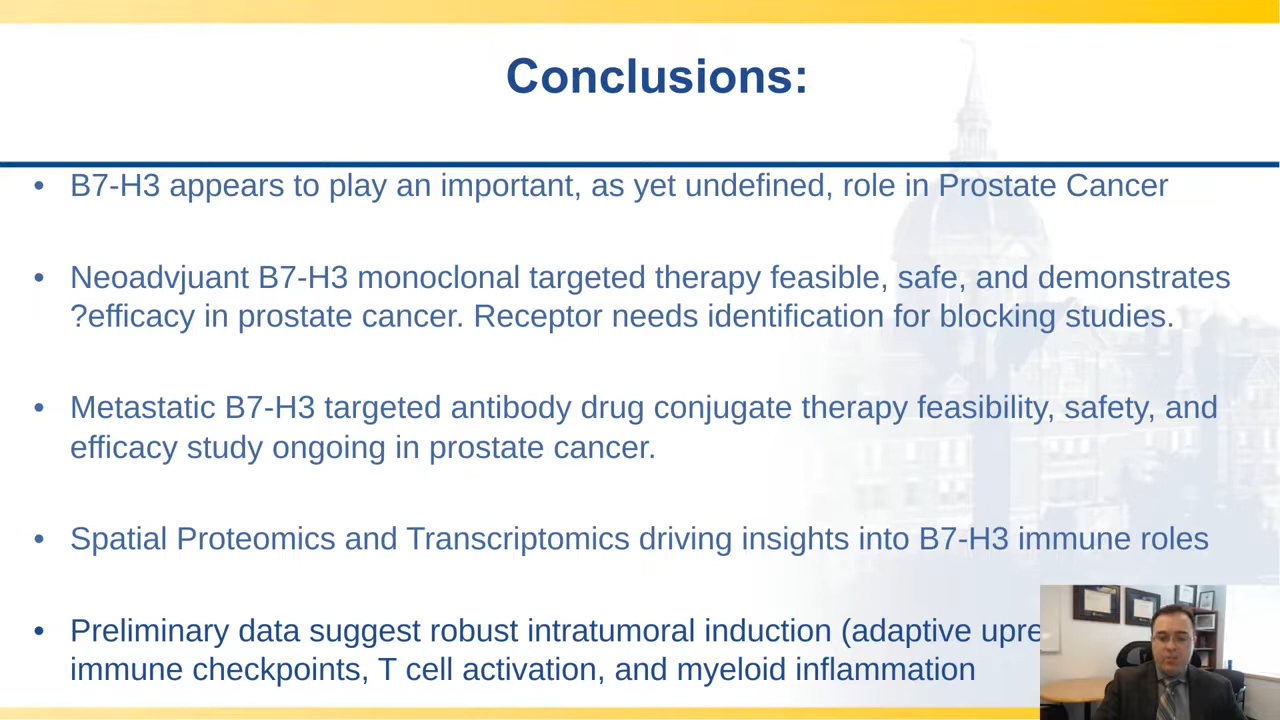 Conclusions:
• B7-H3 appears to play an important, as yet undefined, role in Prostate Cancer
• Neoadvjuant B7-H3 monoclonal targeted therapy feasible, safe, and demonstrates
?efficacy in prostate cancer. Receptor needs identification for blocking studies.
• Metastatic B7-H3 targeted antibody drug conjugate therapy feasibility, safety, and
efficacy study ongoing in prostate cancer.
• Spatial Proteomics and Transcriptomics driving insights into B7-H3 immune roles
• Preliminary data suggest robust intratumoral induction (adaptive upre
immune checkpoints, T cell activation, and myeloid inflammation